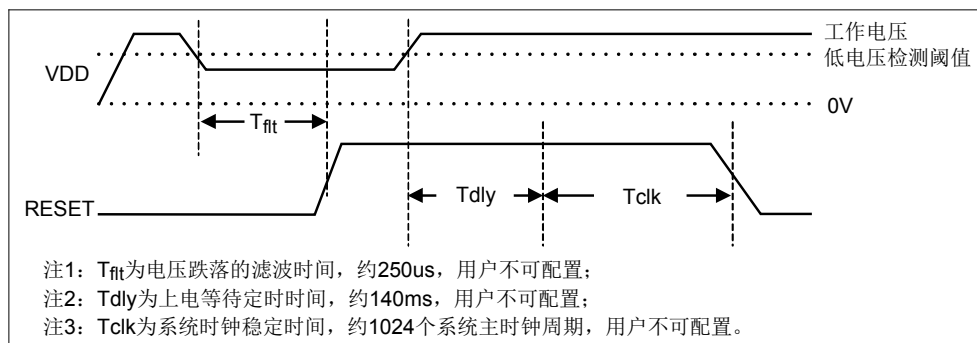 工作电压
低电压检测阈值
VDD
0V
Tflt
RESET
Tdly
Tclk
注1：Tflt为电压跌落的滤波时间，约250us，用户不可配置；
注2：Tdly为上电等待定时时间，约140ms，用户不可配置；
注3：Tclk为系统时钟稳定时间，约1024个系统主时钟周期，用户不可配置。